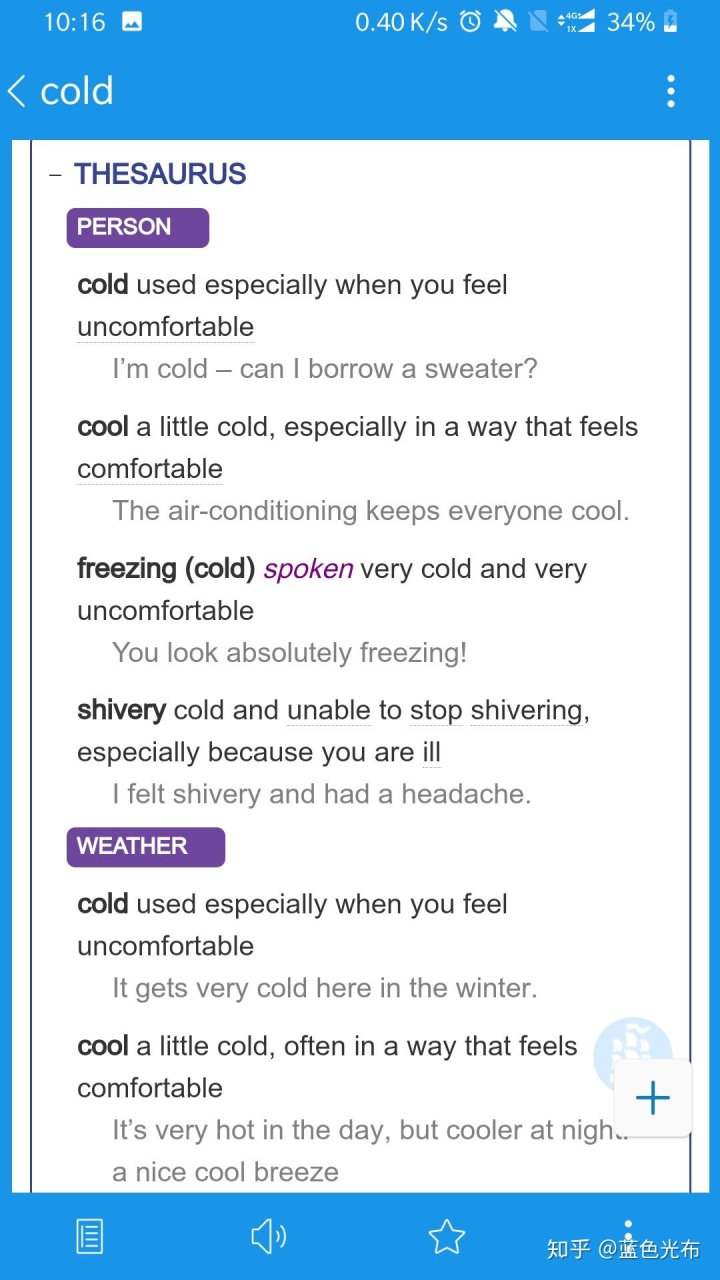 10:16 0.40 K/s 4G+ 1X 34%
cold
– THESAURUS
PERSON
cold used especially when you feel
uncomfortable
I’m cold – can I borrow a sweater?
cool a little cold, especially in a way that feels
comfortable
The air-conditioning keeps everyone cool.
freezing (cold) spoken very cold and very
uncomfortable
You look absolutely freezing!
shivery cold and unable to stop shivering,
especially because you are ill
I felt shivery and had a headache.
WEATHER
cold used especially when you feel
uncomfortable
It gets very cold here in the winter.
cool a little cold, often in a way that feels
comfortable
It’s very hot in the day, but cooler at night.
a nice cool breeze
知乎 @蓝色光布